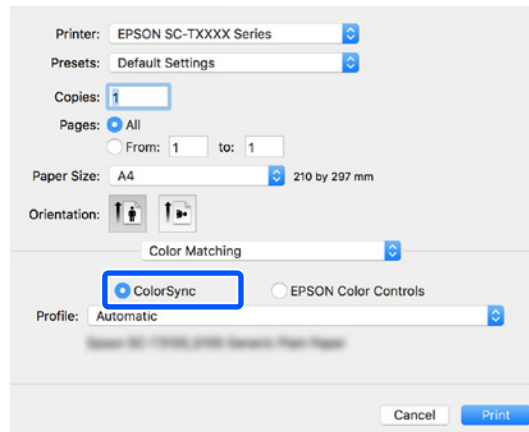 Printer: EPSON SC-TXXXX Series
Presets: Default Settings
Copies: 1
Pages: All
From: 1 to: 1
Paper Size: A4 210 by 297 mm
Orientation:
Color Matching
ColorSync EPSON Color Controls
Profile: Automatic
Cancel Print